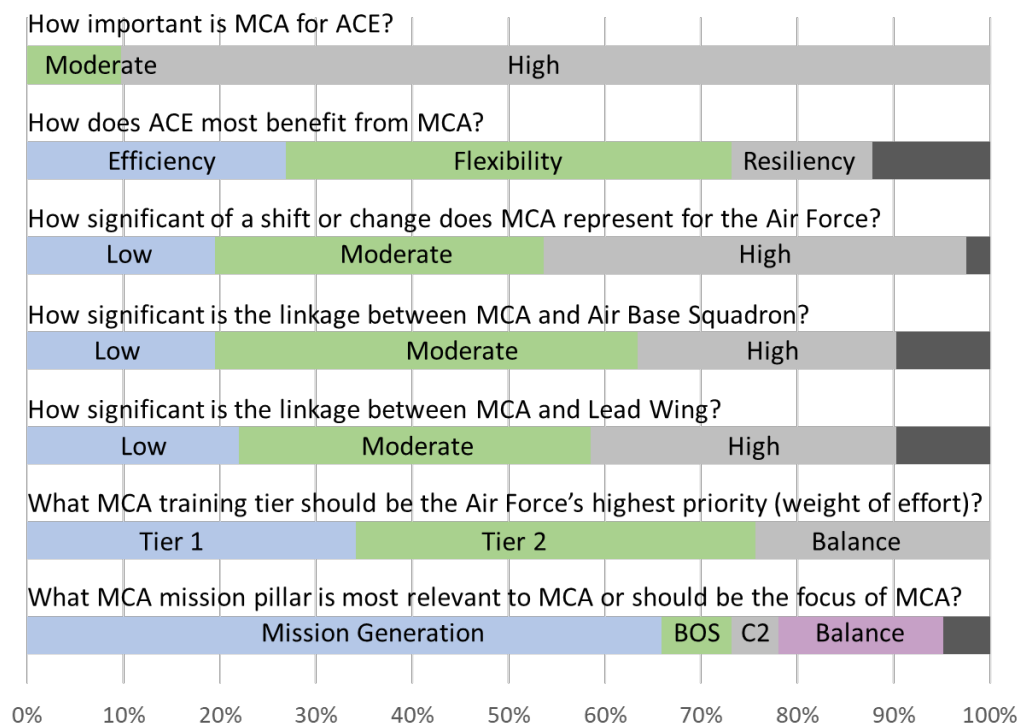 How important is MCA for ACE?
Moderate High
How does ACE most benefit from MCA?
Efficiency Flexibility Resiliency
How significant of a shift or change does MCA represent for the Air Force?
Low Moderate High
How significant is the linkage between MCA and Air Base Squadron?
Low Moderate High
How significant is the linkage between MCA and Lead Wing?
Low Moderate High
What MCA training tier should be the Air Force’s highest priority (weight of effort)?
Tier 1 Tier 2 Balance
What MCA mission pillar is most relevant to MCA or should be the focus of MCA?
Mission Generation BOS C2 Balance
0% 10% 20% 30% 40% 50% 60% 70% 80% 90% 100%